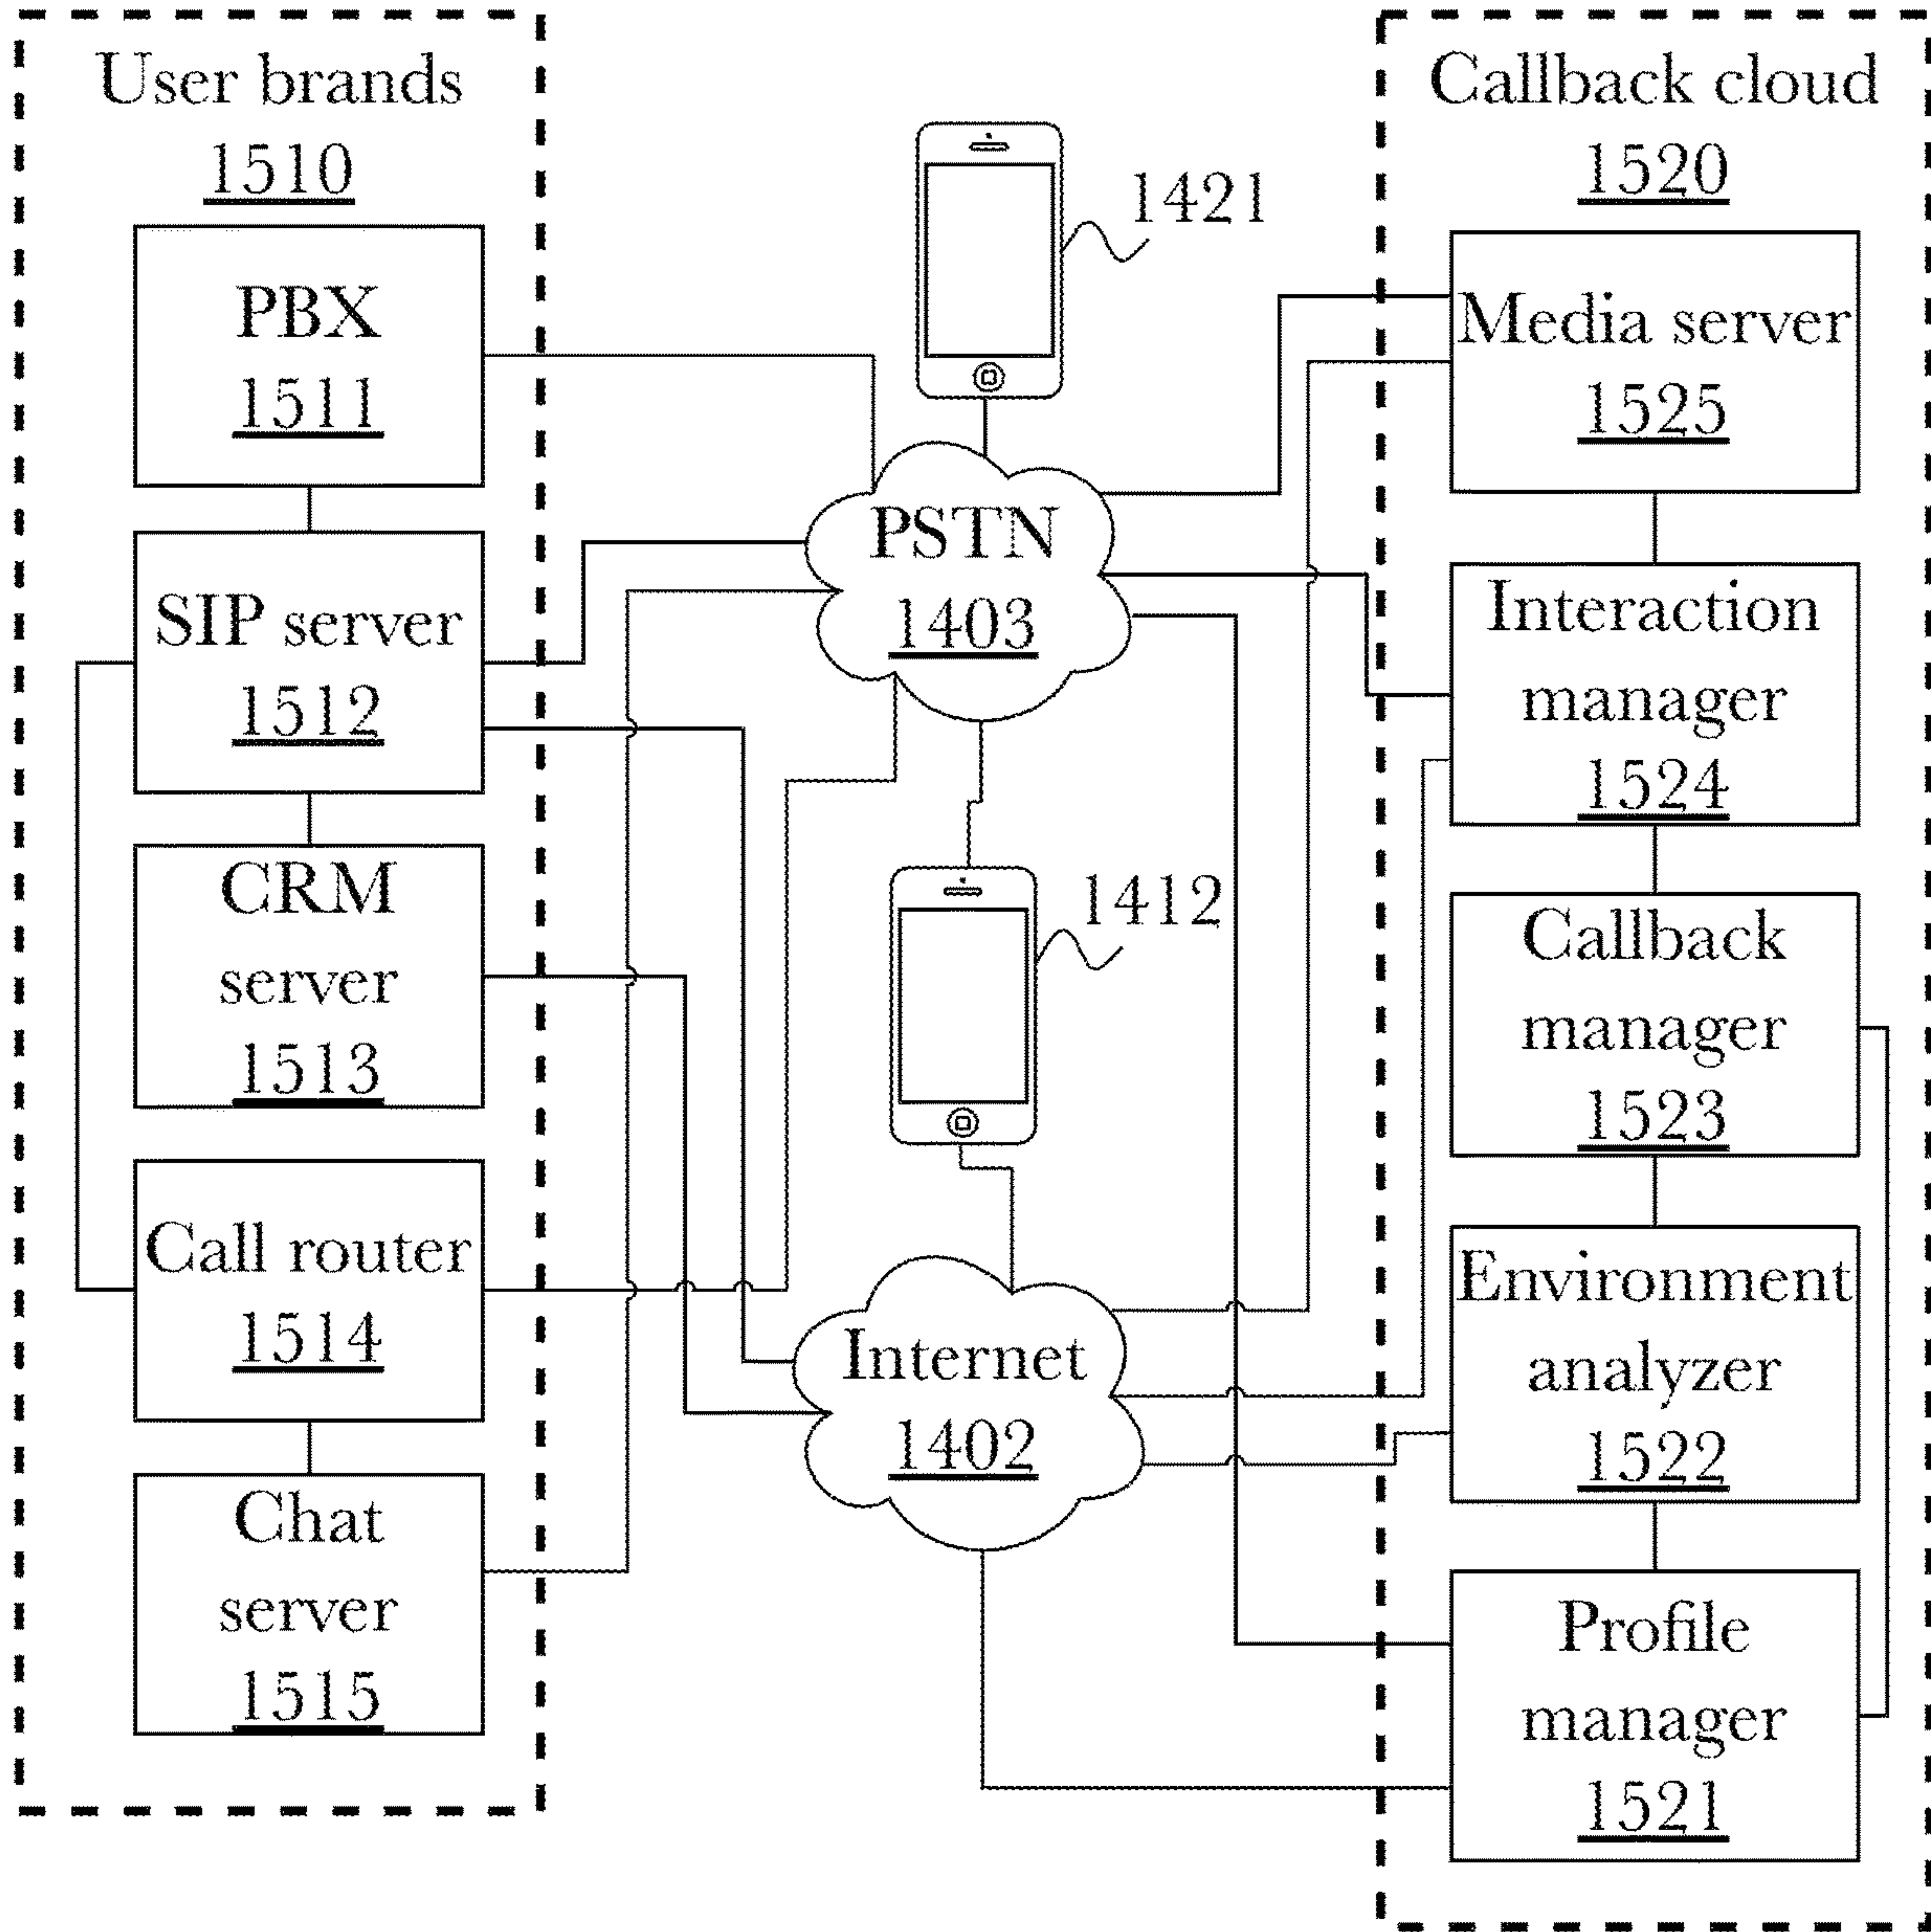 User brands
1510
PBX
1511
SIP server
1512
CRM
server
1513
Call router
1514
Chat
server
1515
1421
PSTN
1403
1412
Internet
1402
Callback cloud
1520
Media server
1525
Interaction
manager
1524
Callback
manager
1523
Environment
analyzer
1522
Profile
manager
1521